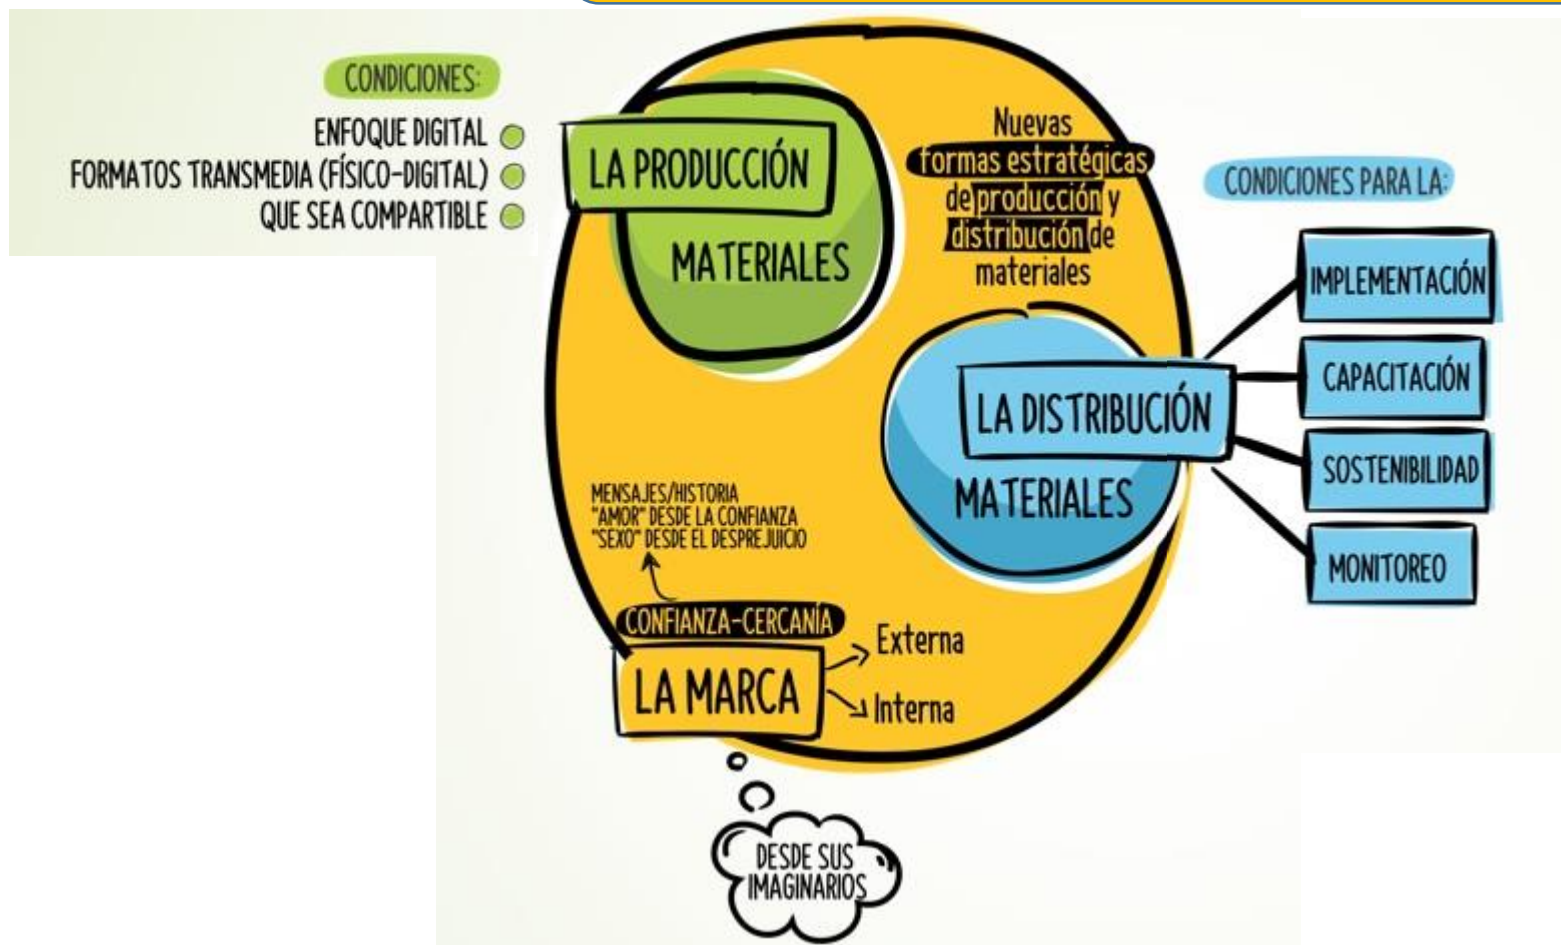 CONDICIONES:
ENFOQUE DIGITAL
FORMATOS TRANSMEDIA (FÍSICO-DIGITAL)
QUE SEA COMPARTIBLE
LA PRODUCCIÓN
MATERIALES
Nuevas
formas estratégicas
de producción y
distribución de
materiales
CONDICIONES PARA LA:
IMPLEMENTACIÓN
CAPACITACIÓN
SOSTENIBILIDAD
MONITOREO
LA DISTRIBUCIÓN
MATERIALES
MENSAJES/HISTORIA
"AMOR" DESDE LA CONFIANZA
"SEXO" DESDE EL DESPREJUICIO
CONFIANZA-CERCANÍA
LA MARCA
Externa
Interna
DESDE SUS
IMAGINARIOS